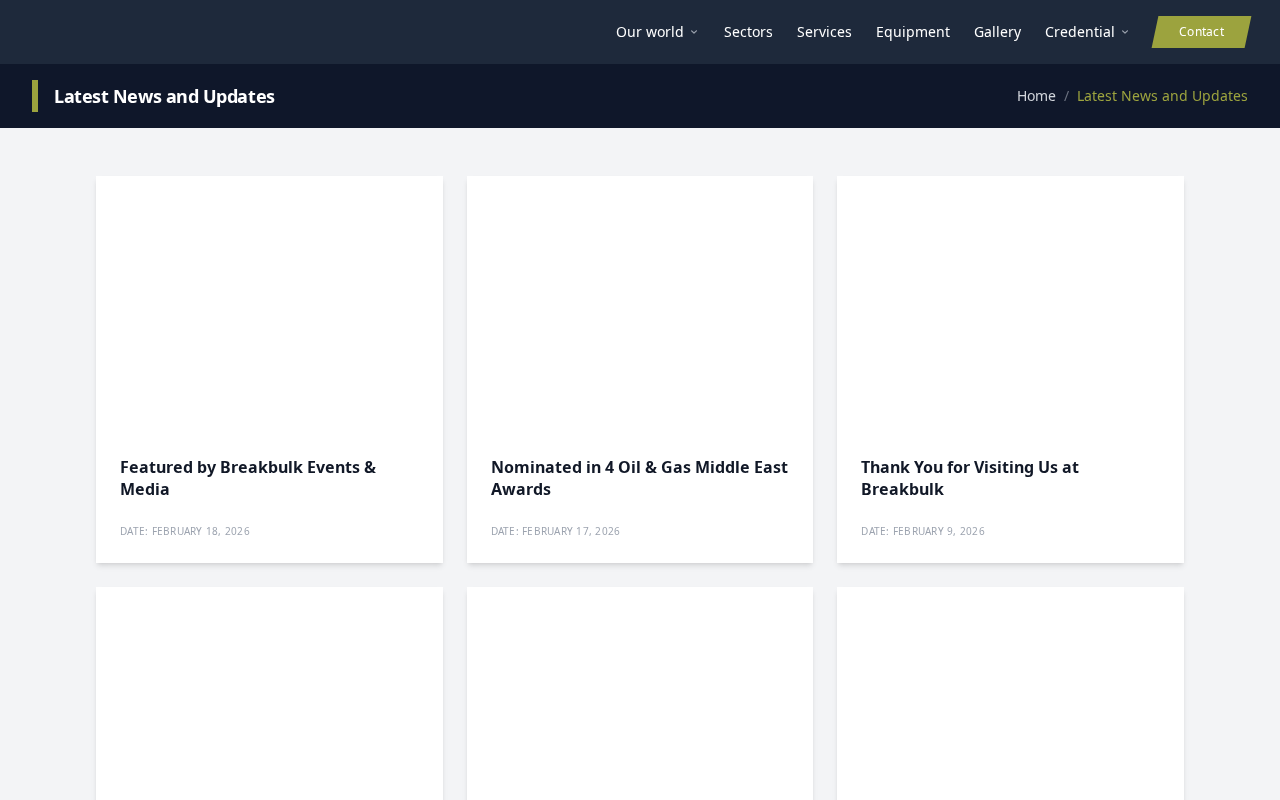 Our world Sectors Services Equipment Gallery Credential Contact
Latest News and Updates
Home / Latest News and Updates
Featured by Breakbulk Events &
Media
DATE: FEBRUARY 18, 2026
Nominated in 4 Oil & Gas Middle East
Awards
DATE: FEBRUARY 17, 2026
Thank You for Visiting Us at
Breakbulk
DATE: FEBRUARY 9, 2026